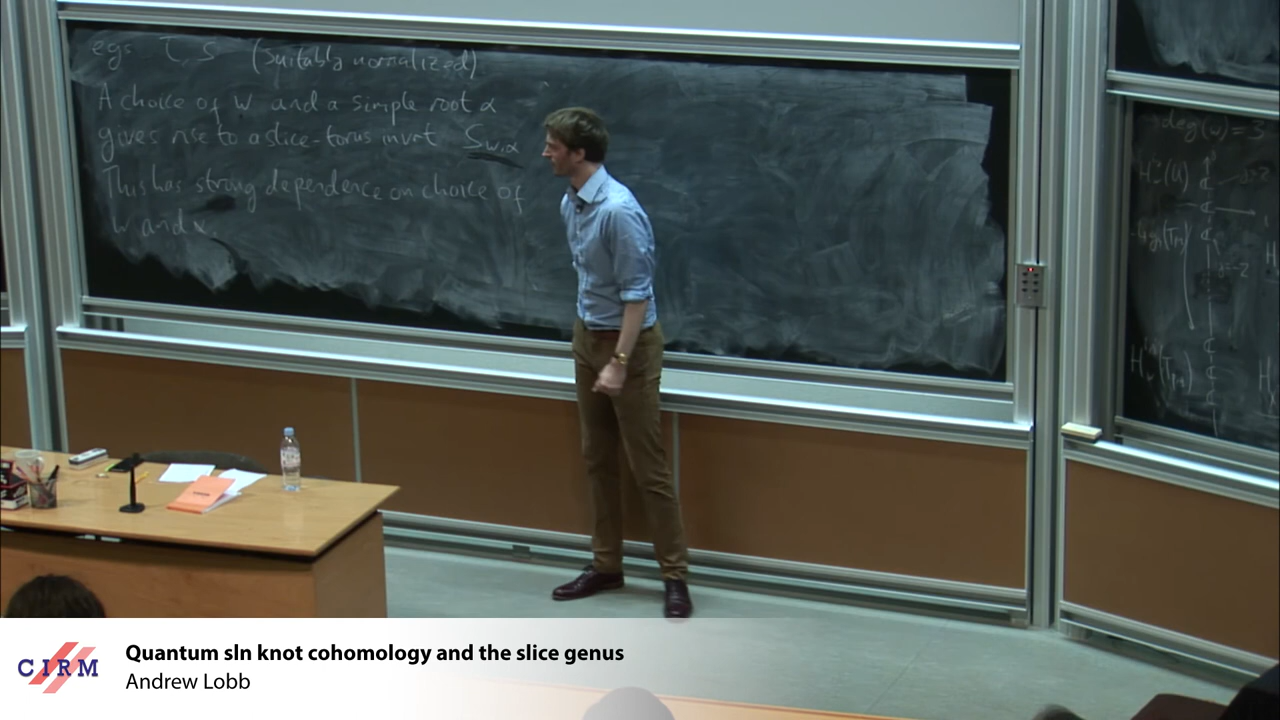 egs τ, s (suitably normalized)
A choice of w and a simple root α
gives rise to a slice-torus invrt S_{w,α}
This has strong dependence on choice of
w and α
deg(w)=3
CIRM
Quantum sln knot cohomology and the slice genus
Andrew Lobb